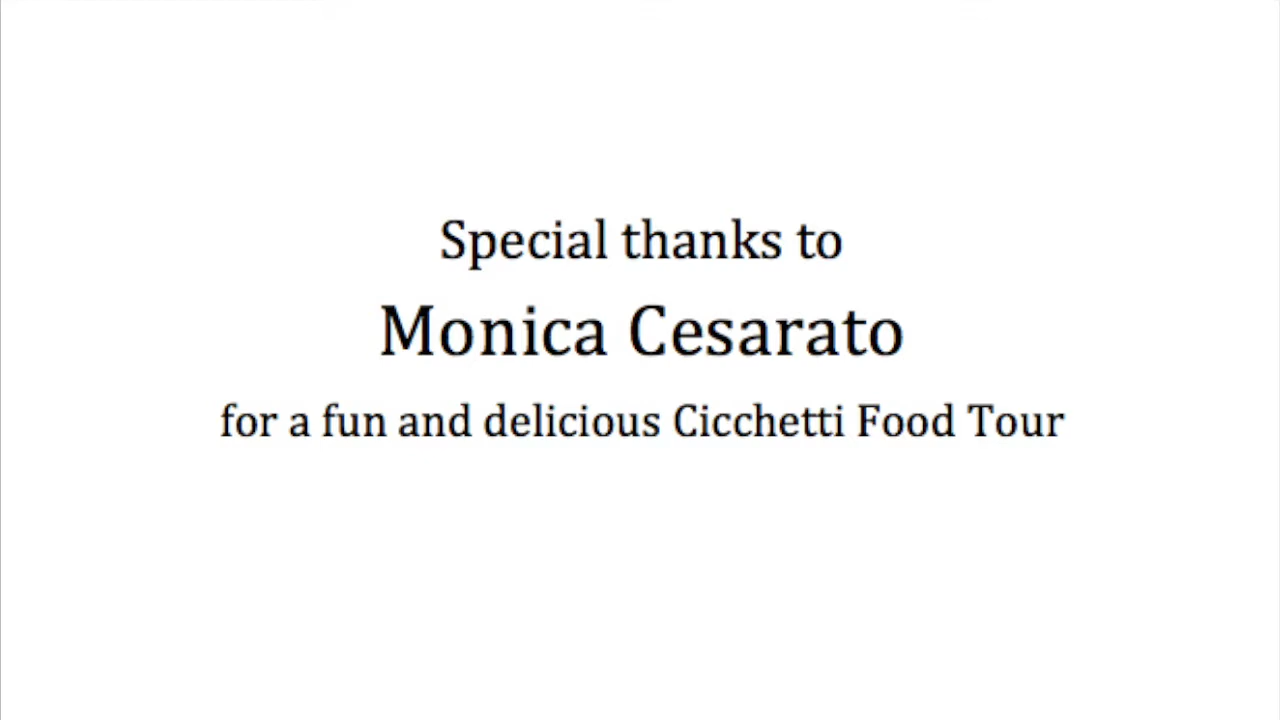 Special thanks to
Monica Cesarato
for a fun and delicious Cicchetti Food Tour